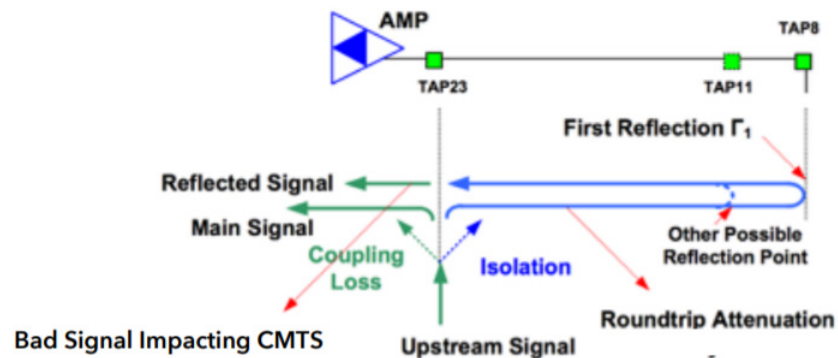 AMP
TAP8
TAP23
TAP11
First Reflection Γ₁
Reflected Signal
Main Signal
Coupling
Loss
Isolation
Other Possible
Reflection Point
Roundtrip Attenuation
Bad Signal Impacting CMTS
Upstream Signal